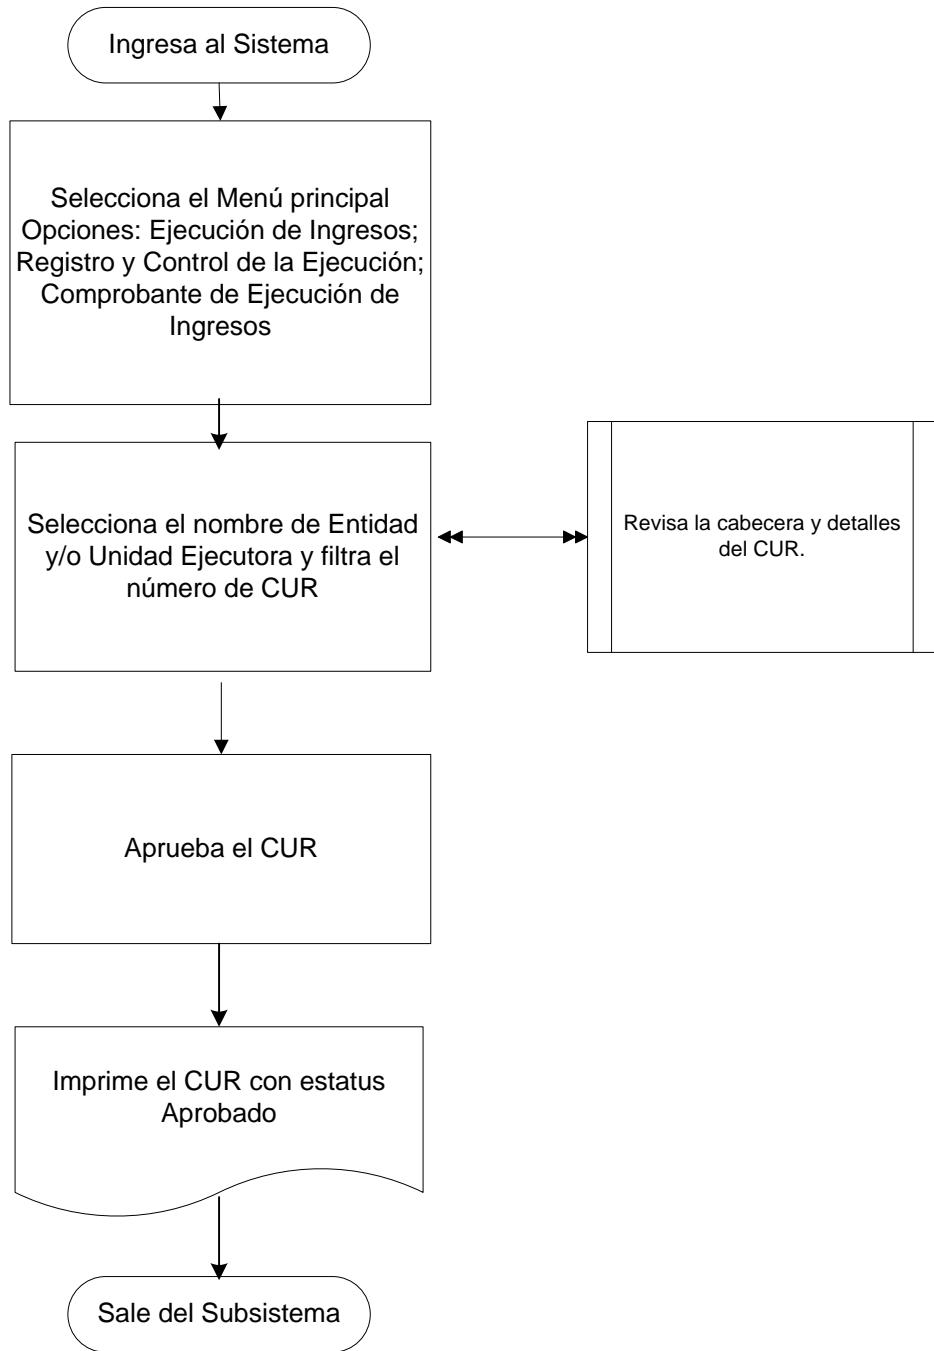 Ingresa al Sistema
Selecciona el Menú principal
Opciones: Ejecución de Ingresos;
Registro y Control de la Ejecución;
Comprobante de Ejecución de
Ingresos
Selecciona el nombre de Entidad
y/o Unidad Ejecutora y filtra el
número de CUR
Revisa la cabecera y detalles
del CUR.
Aprueba el CUR
Imprime el CUR con estatus
Aprobado
Sale del Subsistema